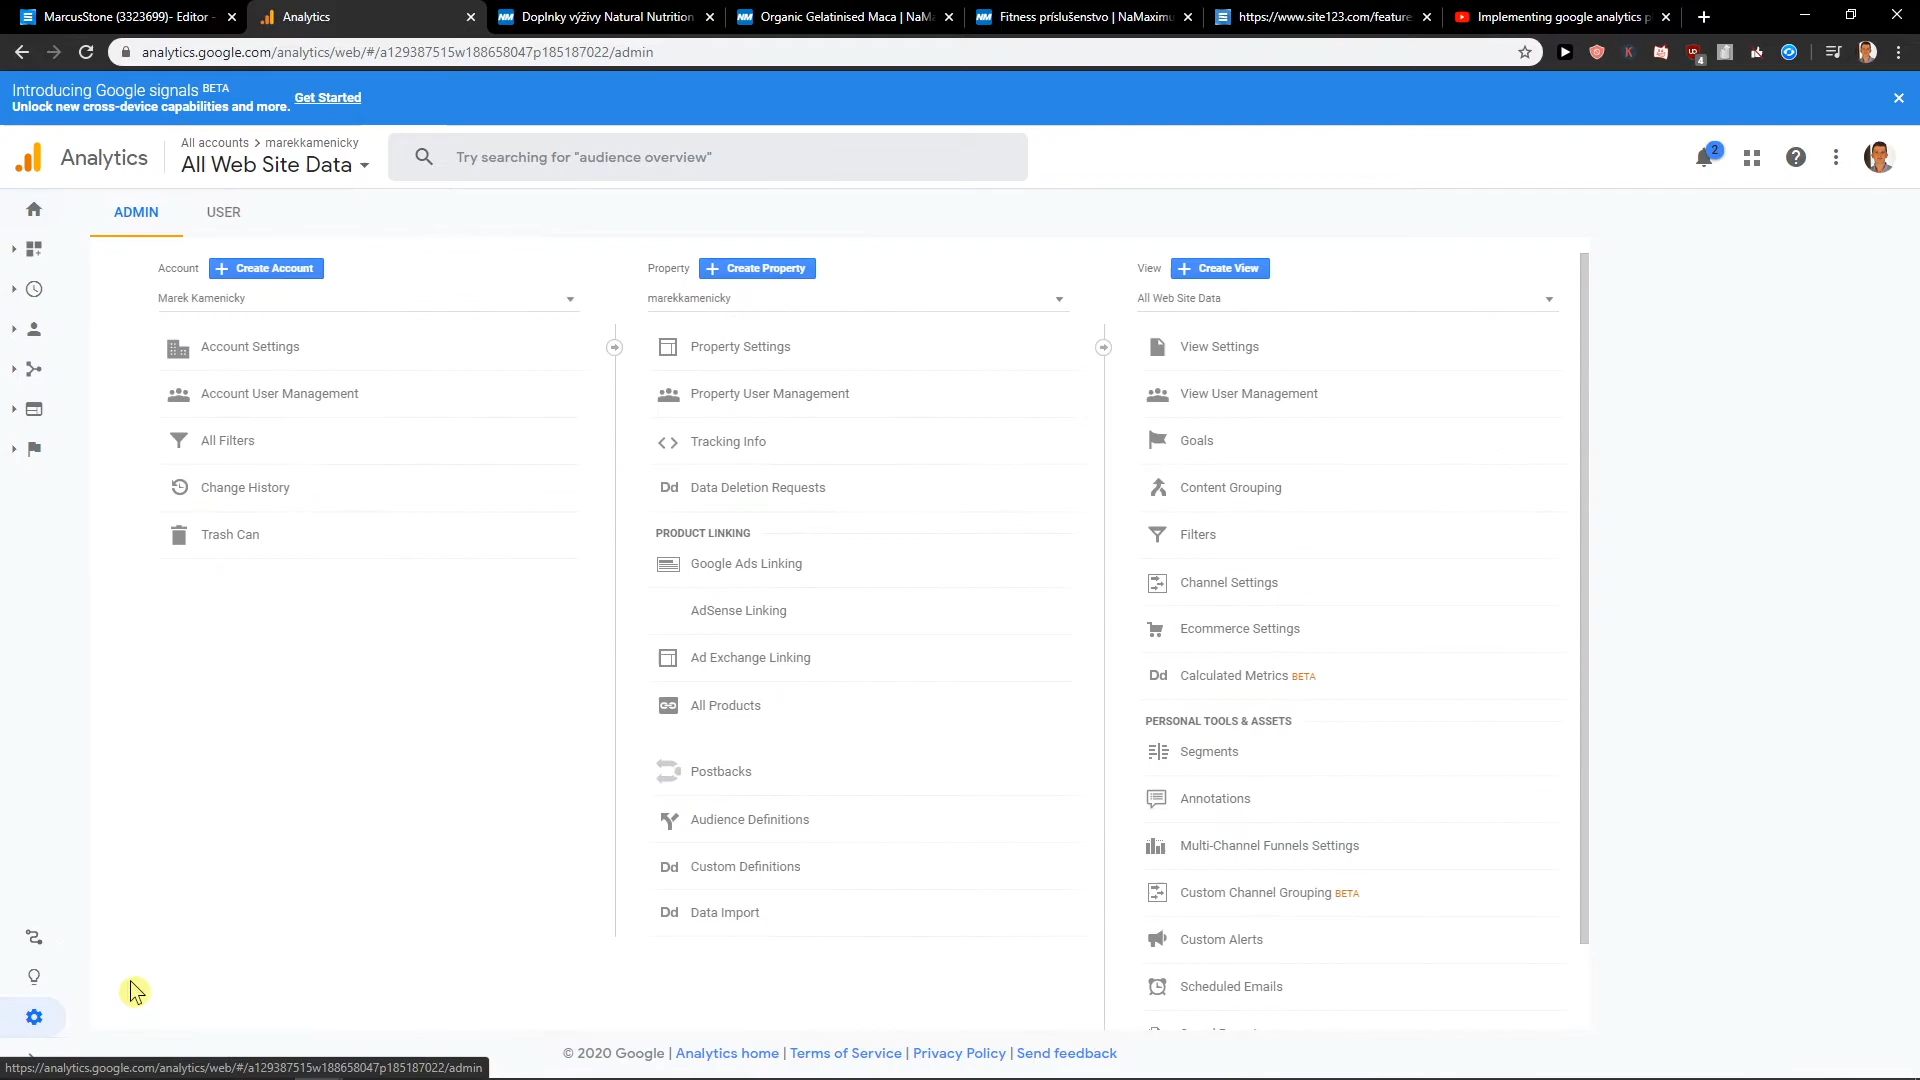 MarcusStone (3323699)- Editor -
Analytics
Doplnky výživy Natural Nutrition
Organic Gelatinised Maca | NaMa
Fitness príslušenstvo | NaMaximu
https://www.site123.com/feature
Implementing google analytics p
analytics.google.com/analytics/web/#/a129387515w188658047p185187022/admin
4
Introducing Google signals BETA
Unlock new cross-device capabilities and more.
Get Started
Analytics
All accounts > marekkamenicky
All Web Site Data
Try searching for "audience overview"
2
ADMIN
USER
Account
Create Account
Property
Create Property
View
Create View
Marek Kamenicky
marekkamenicky
All Web Site Data
Account Settings
Account User Management
All Filters
Change History
Trash Can
Property Settings
Property User Management
Tracking Info
Dd Data Deletion Requests
PRODUCT LINKING
Google Ads Linking
AdSense Linking
Ad Exchange Linking
All Products
Postbacks
Audience Definitions
Dd Custom Definitions
Dd Data Import
View Settings
View User Management
Goals
Content Grouping
Filters
Channel Settings
Ecommerce Settings
Dd Calculated Metrics BETA
PERSONAL TOOLS & ASSETS
Segments
Annotations
Multi-Channel Funnels Settings
Custom Channel Grouping BETA
Custom Alerts
Scheduled Emails
© 2020 Google | Analytics home | Terms of Service | Privacy Policy | Send feedback
https://analytics.google.com/analytics/web/#/a129387515w188658047p185187022/admin